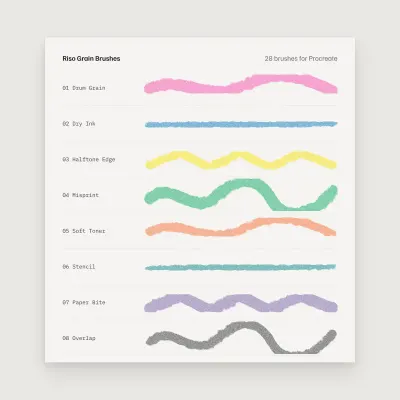 Riso Grain Brushes
28 brushes for Procreate
01 Drum Grain
02 Dry Ink
03 Halftone Edge
04 Misprint
05 Soft Toner
06 Stencil
07 Paper Bite
08 Overlap